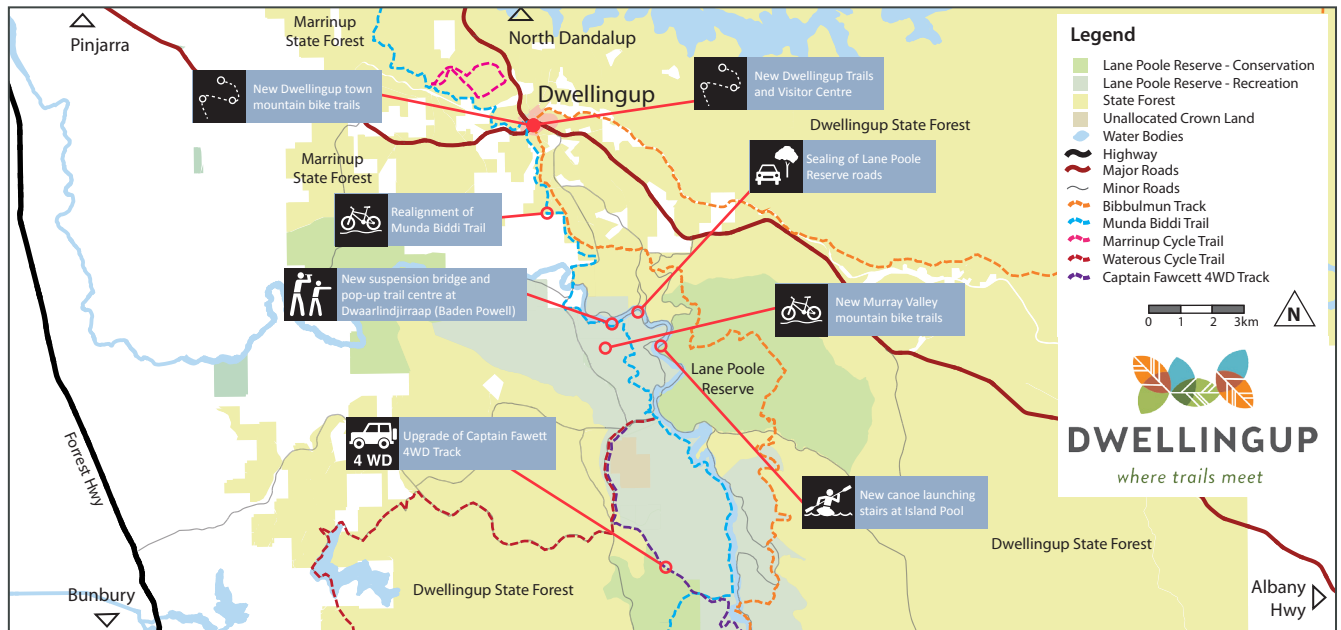 Pinjarra
Marrinup
State Forest
North Dandalup
New Dwellingup town
mountain bike trails
Dwellingup
New Dwellingup Trails
and Visitor Centre
Dwellingup State Forest
Marrinup
State Forest
Sealing of Lane Poole
Reserve roads
Realignment of
Munda Biddi Trail
New suspension bridge and
pop-up trail centre at
Dwaarlindjirraap (Baden Powell)
New Murray Valley
mountain bike trails
Lane Poole
Reserve
Forrest Hwy
4 WD
Upgrade of Captain Fawett
4WD Track
New canoe launching
stairs at Island Pool
Dwellingup State Forest
Dwellingup State Forest
Bunbury
Albany
Hwy
Legend
Lane Poole Reserve - Conservation
Lane Poole Reserve - Recreation
State Forest
Unallocated Crown Land
Water Bodies
Highway
Major Roads
Minor Roads
Bibbulmun Track
Munda Biddi Trail
Marrinup Cycle Trail
Waterous Cycle Trail
Captain Fawcett 4WD Track
0 1 2 3km
N
DWELLINGUP
where trails meet